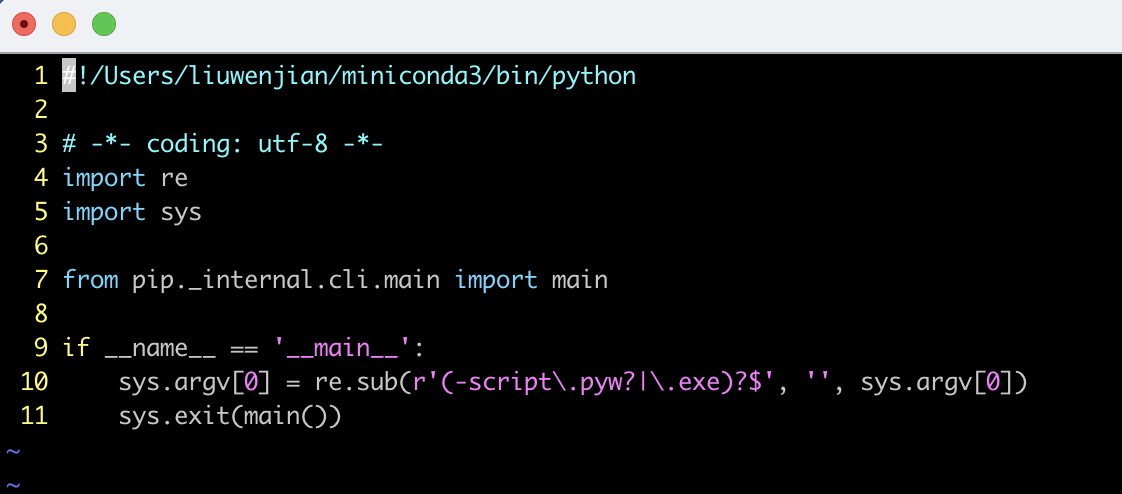 1 #!/Users/liuwenjian/miniconda3/bin/python
2
3 # -*- coding: utf-8 -*-
4 import re
5 import sys
6
7 from pip._internal.cli.main import main
8
9 if __name__ == '__main__':
10     sys.argv[0] = re.sub(r'(-script\.pyw?|\.exe)?$', '', sys.argv[0])
11     sys.exit(main())
~
~